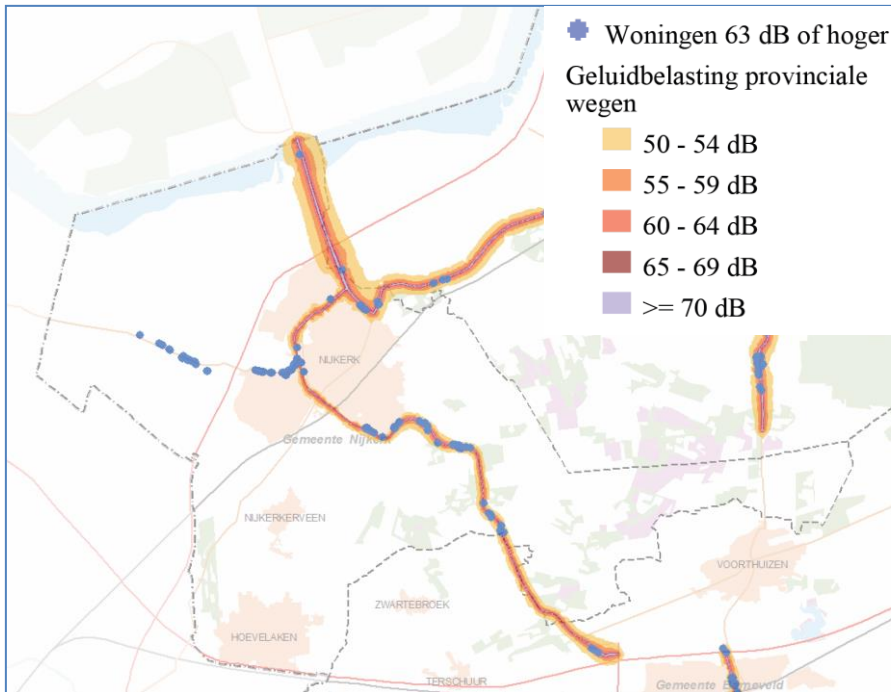 Woningen 63 dB of hoger
Geluidbelasting provinciale
wegen
50 - 54 dB
55 - 59 dB
60 - 64 dB
65 - 69 dB
>= 70 dB
NIJKERK
Gemeente Nijkerk
NIJKERKERVEEN
VOORTHUIZEN
ZWARTEBROEK
HOEVELAKEN
TERSCHUUR
Gemeente Barneveld